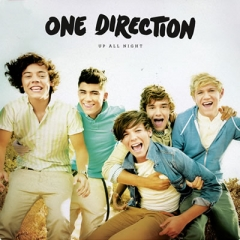 ONE DIRECTION
UP ALL NIGHT